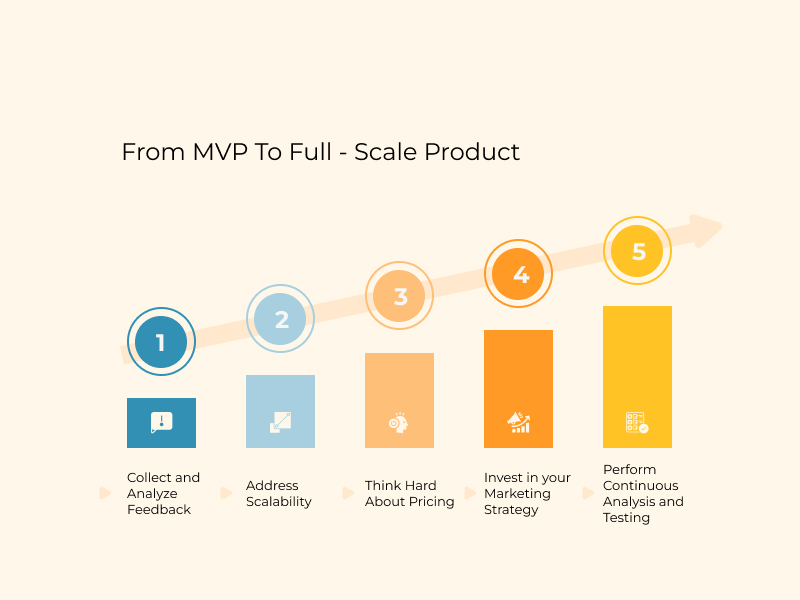 From MVP To Full - Scale Product
1
2
3
4
5
Collect and
Analyze
Feedback
Address
Scalability
Think Hard
About Pricing
Invest in your
Marketing
Strategy
Perform
Continuous
Analysis and
Testing